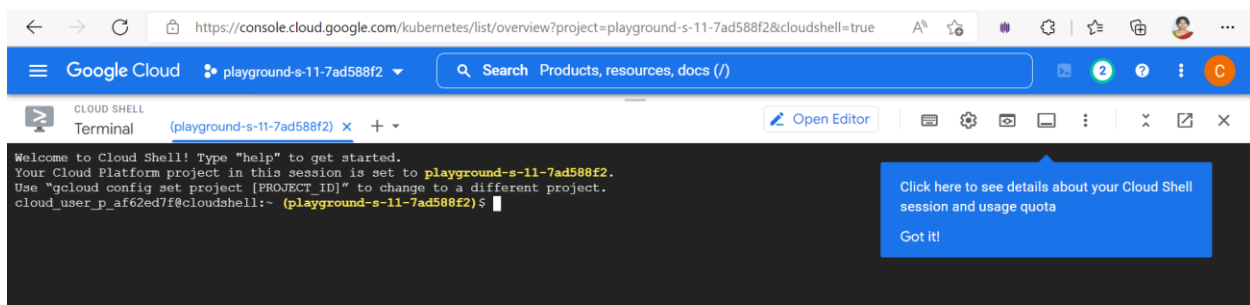 https://console.cloud.google.com/kubernetes/list/overview?project=playground-s-11-7ad588f2&cloudshell=true
Google Cloud playground-s-11-7ad588f2 Search Products, resources, docs (/) 2 C
CLOUD SHELL
Terminal (playground-s-11-7ad588f2) Open Editor
Welcome to Cloud Shell! Type "help" to get started.
Your Cloud Platform project in this session is set to playground-s-11-7ad588f2.
Use "gcloud config set project [PROJECT_ID]" to change to a different project.
cloud_user_p_af62ed7f@cloudshell:~ (playground-s-11-7ad588f2)$
Click here to see details about your Cloud Shell
session and usage quota
Got it!